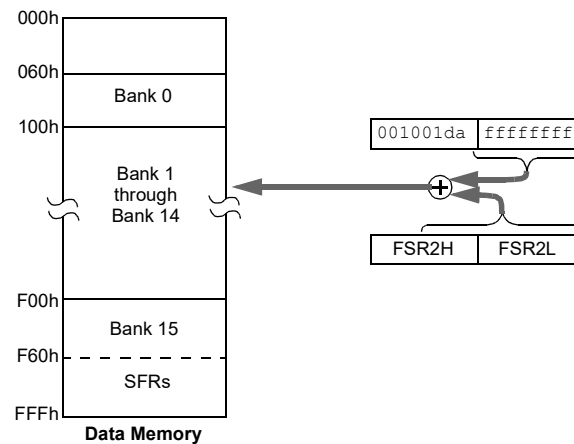 000h
060h
Bank 0
100h
001001da ffffffff
Bank 1
through
Bank 14
FSR2H FSR2L
F00h
Bank 15
F60h
SFRs
FFFh
Data Memory